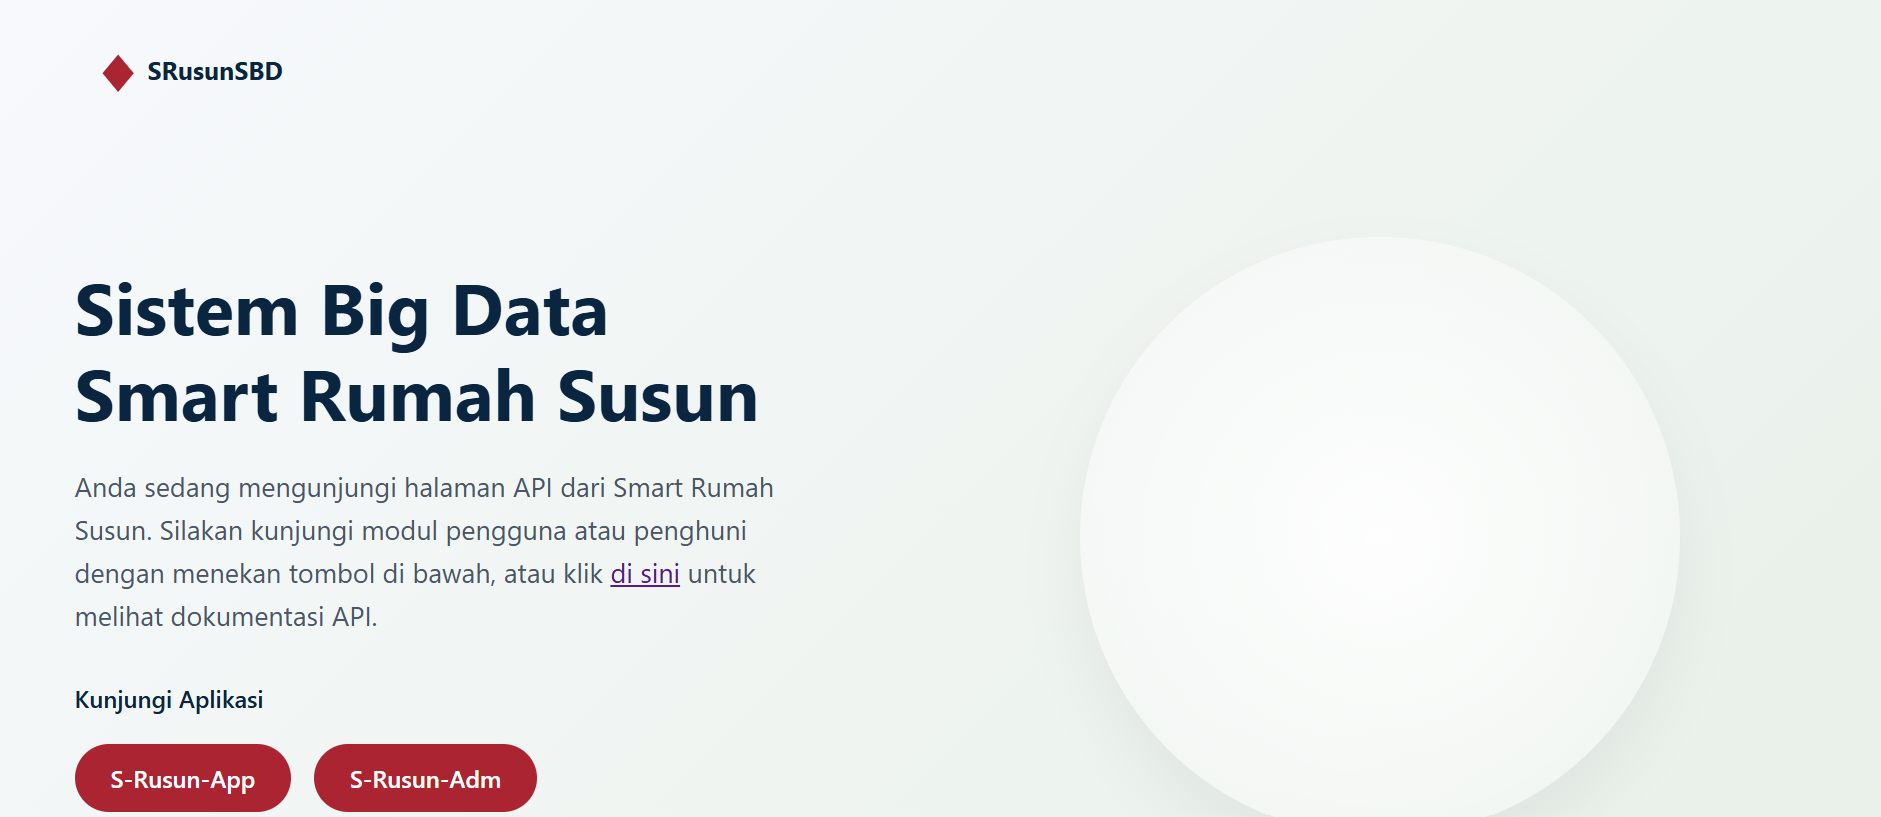 SRusunSBD
Sistem Big Data
Smart Rumah Susun
Anda sedang mengunjungi halaman API dari Smart Rumah
Susun. Silakan kunjungi modul pengguna atau penghuni
dengan menekan tombol di bawah, atau klik di sini untuk
melihat dokumentasi API.
Kunjungi Aplikasi
S-Rusun-App
S-Rusun-Adm